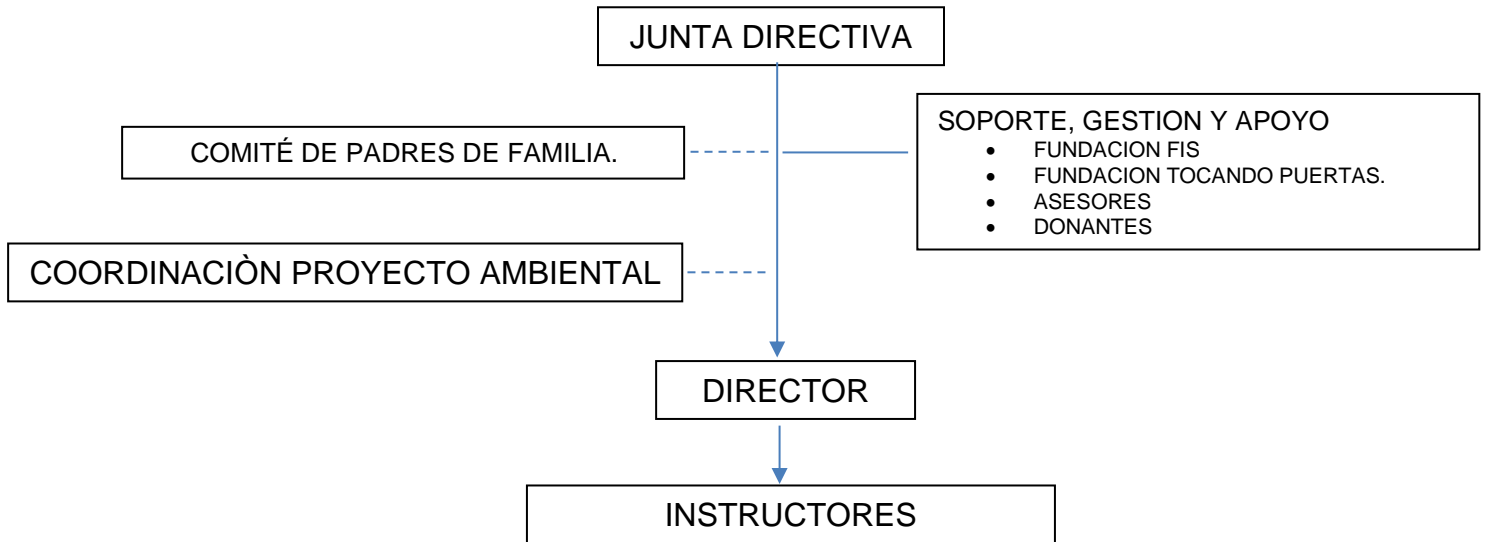 JUNTA DIRECTIVA
SOPORTE, GESTION Y APOYO
• FUNDACION FIS
• FUNDACION TOCANDO PUERTAS.
• ASESORES
• DONANTES
COMITÉ DE PADRES DE FAMILIA.
COORDINACIÒN PROYECTO AMBIENTAL
DIRECTOR
INSTRUCTORES